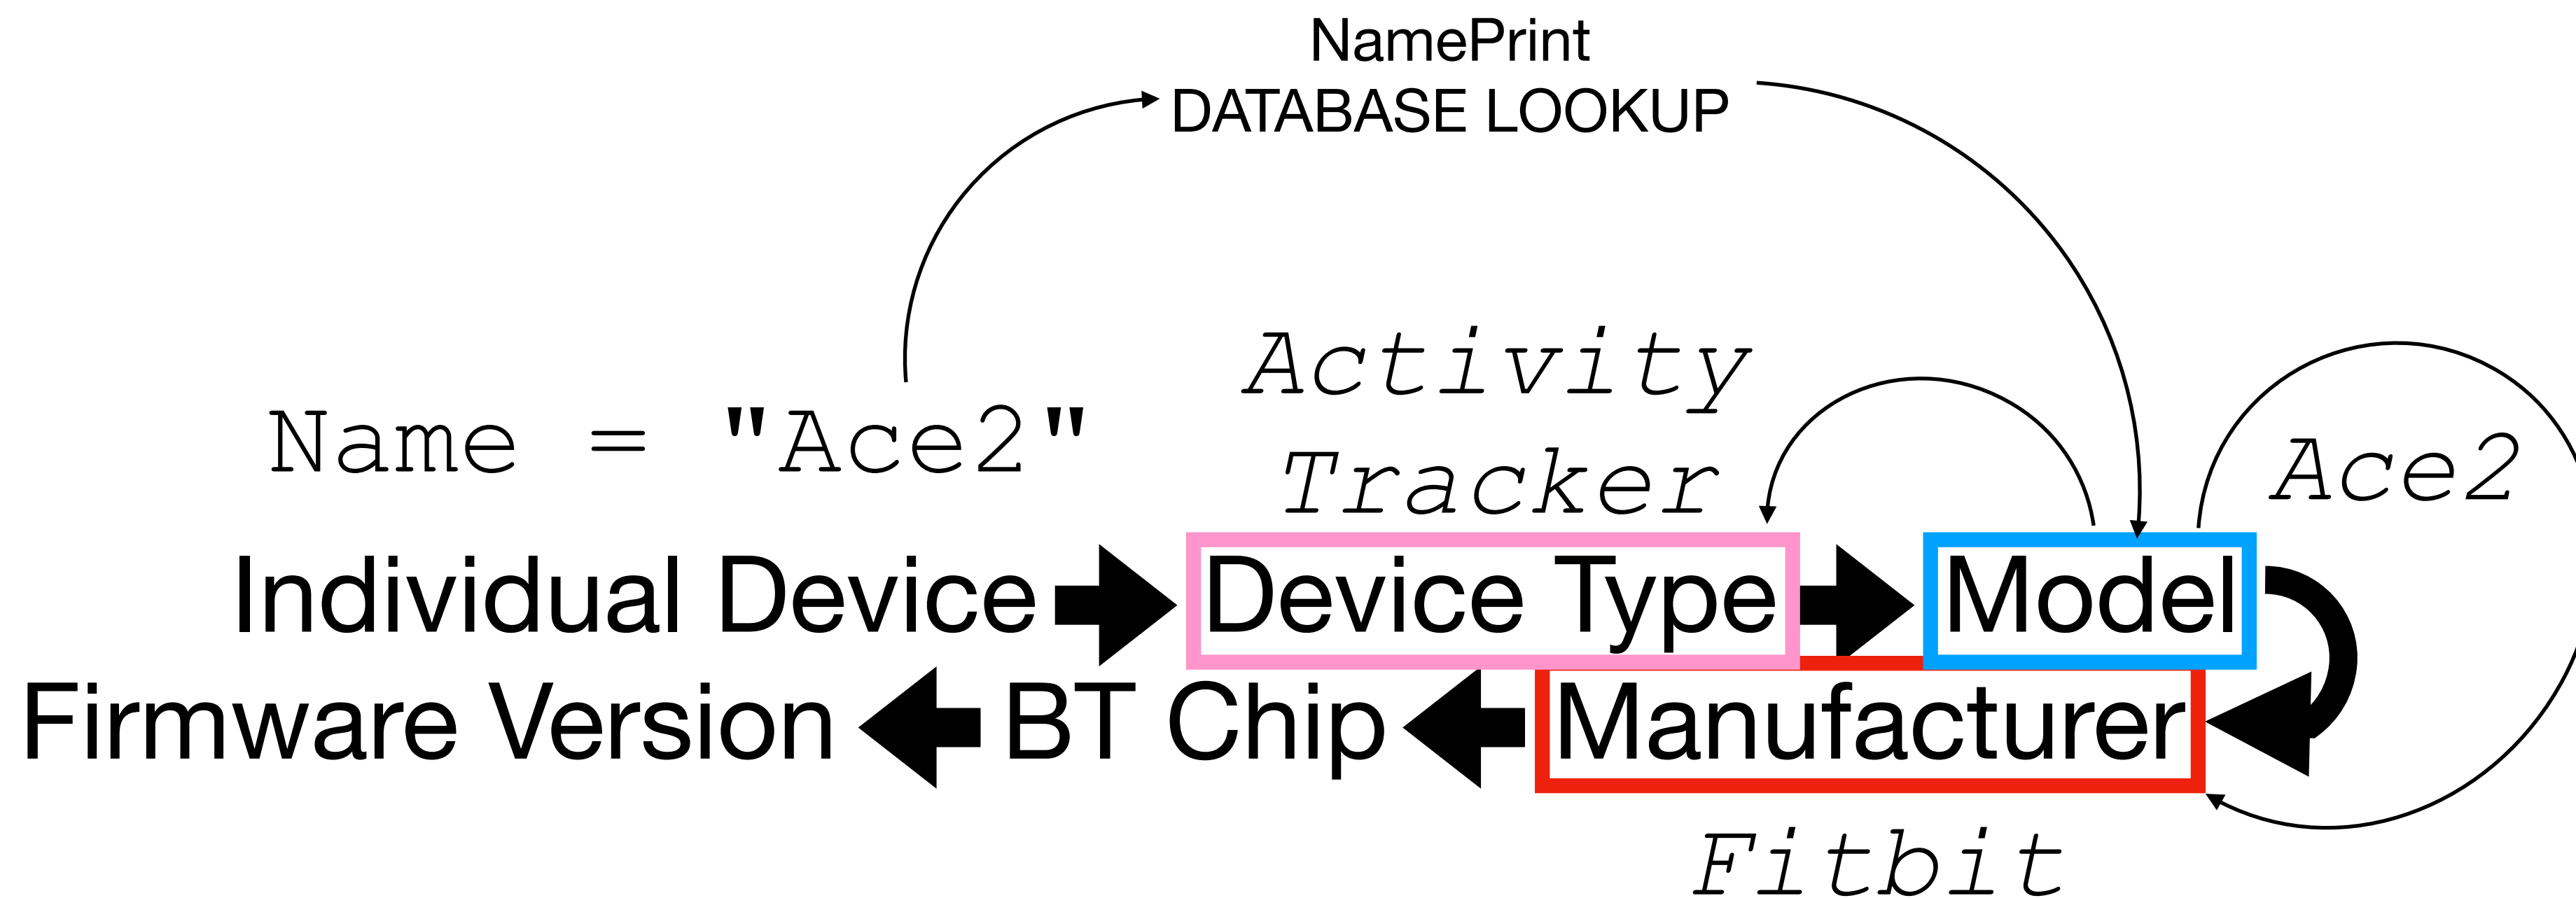 NamePrint
DATABASE LOOKUP
Activity
Tracker
Name = "Ace2"
Ace2
Individual Device Device Type Model
Firmware Version BT Chip Manufacturer
Fitbit